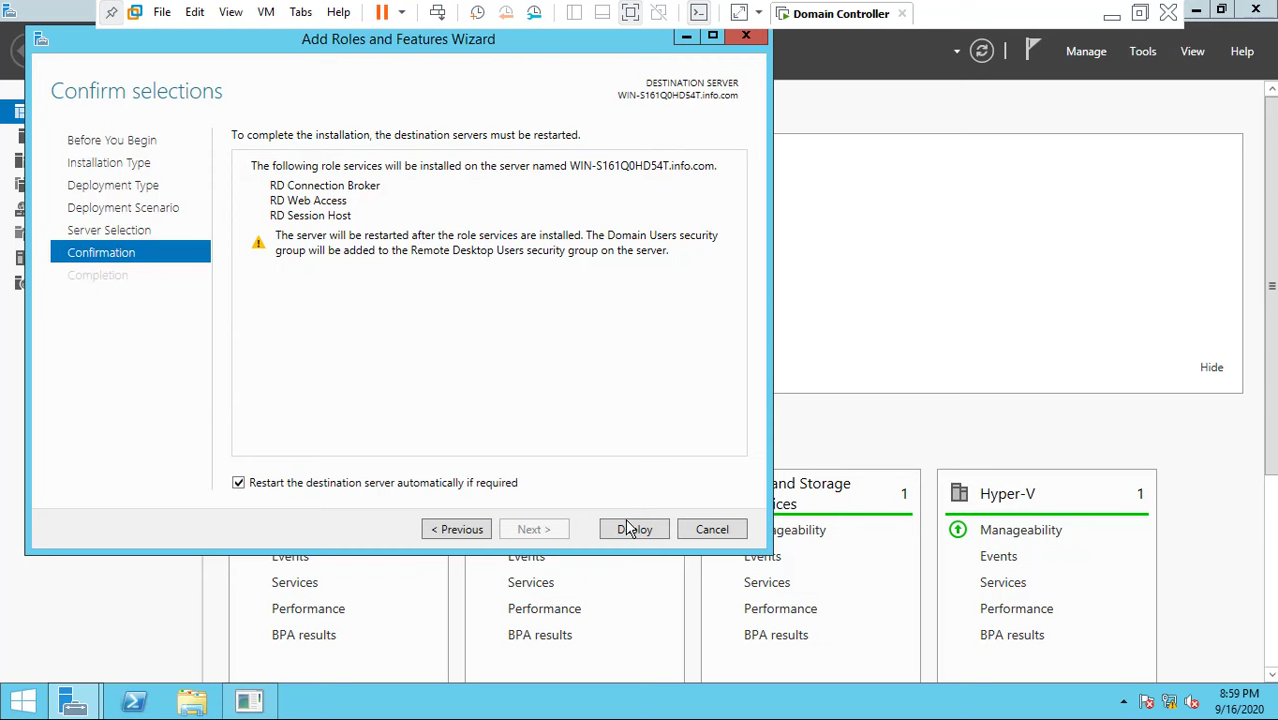 File Edit View VM Tabs Help
Domain Controller
Add Roles and Features Wizard
Manage Tools View Help
Confirm selections
DESTINATION SERVER
WIN-S161Q0HD54T.info.com
Before You Begin
Installation Type
Deployment Type
Deployment Scenario
Server Selection
Confirmation
Completion
To complete the installation, the destination servers must be restarted.
The following role services will be installed on the server named WIN-S161Q0HD54T.info.com.
RD Connection Broker
RD Web Access
RD Session Host
The server will be restarted after the role services are installed. The Domain Users security
group will be added to the Remote Desktop Users security group on the server.
Restart the destination server automatically if required
< Previous Next > Deploy Cancel
Hide
and Storage 1
ices
anageability
Events
Services
Performance
BPA results
Events
Services
Performance
BPA results
Events
Services
Performance
BPA results
Hyper-V 1
Manageability
Events
Services
Performance
BPA results
8:59 PM
9/16/2020